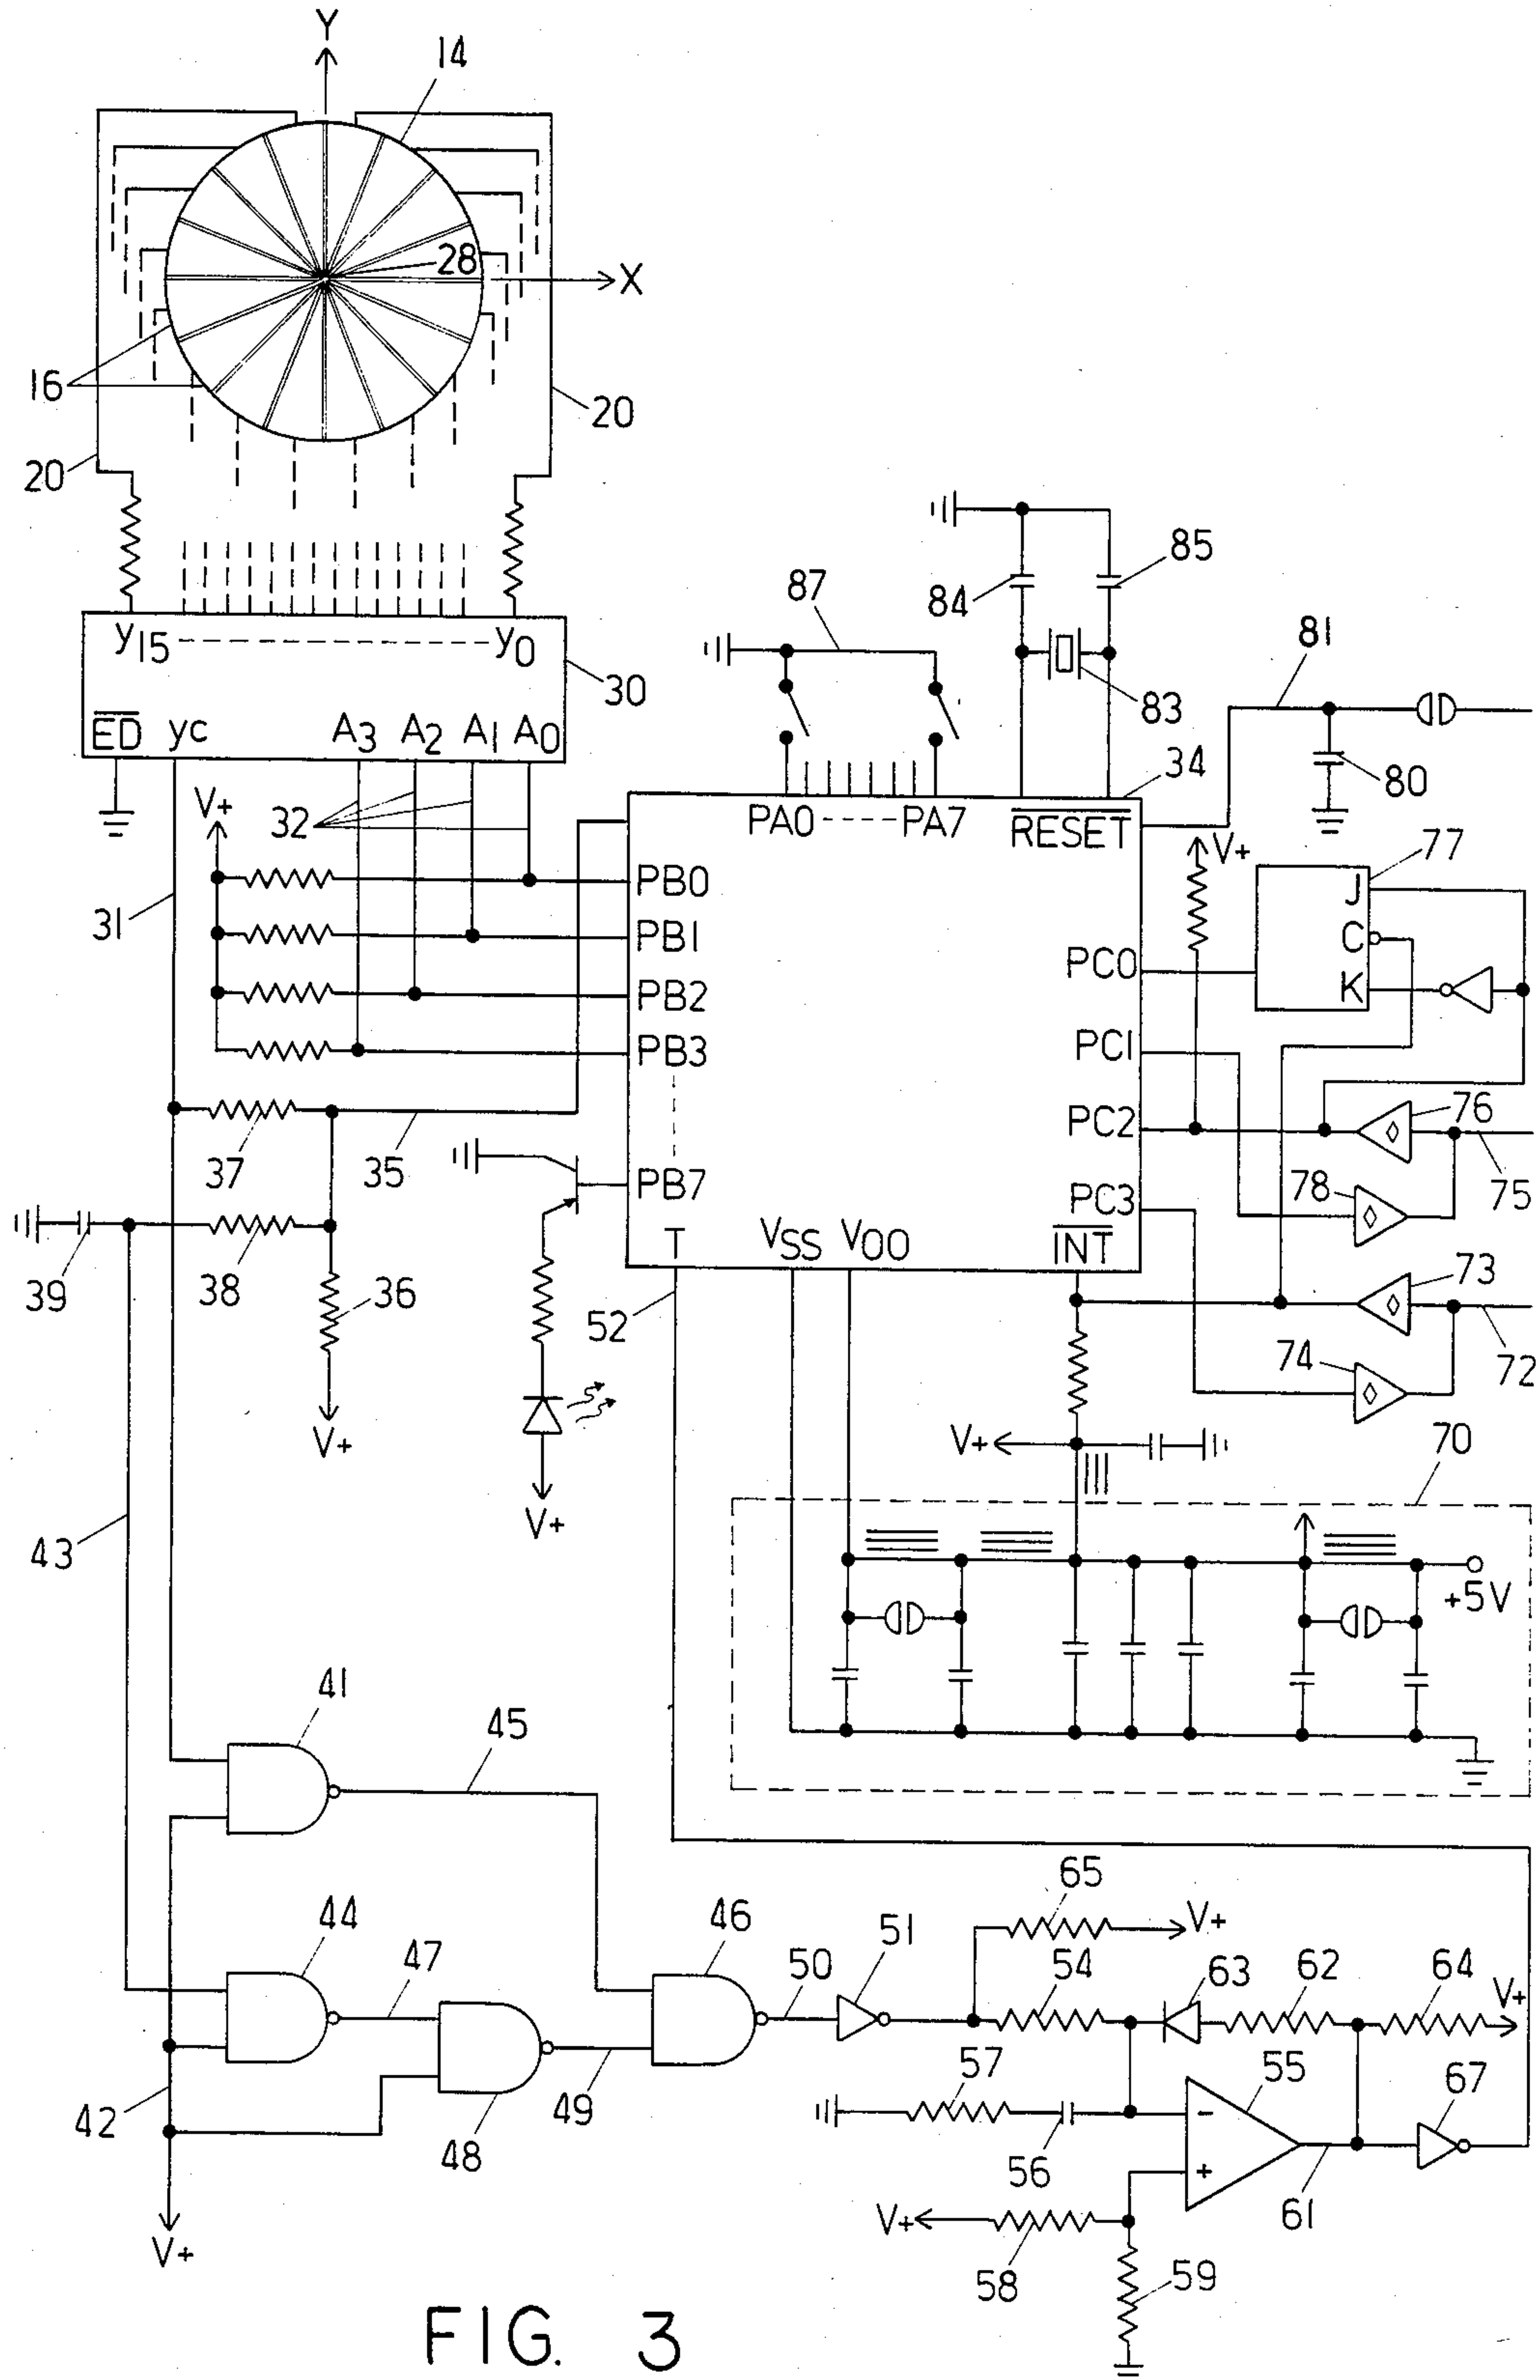 Y
14
28
X
16
20
20
y15 y0
30
ED yc A3 A2 A1 A0
V+
32
31
87
84
85
83
81
80
34
PA0 PA7 RESET
V+
77
J
C
K
PB0
PB1
PB2
PB3
PB7
PC0
PC1
PC2
PC3
76
75
78
37
35
T VSS VOO INT
39
38
36
52
73
74
72
V+
V+
V+
70
43
+5V
41
45
65
V+
44
47
46
51
50
54
63
62
64
V+
42
48
49
57
55
67
56
61
V+
V+
58
59
FIG. 3